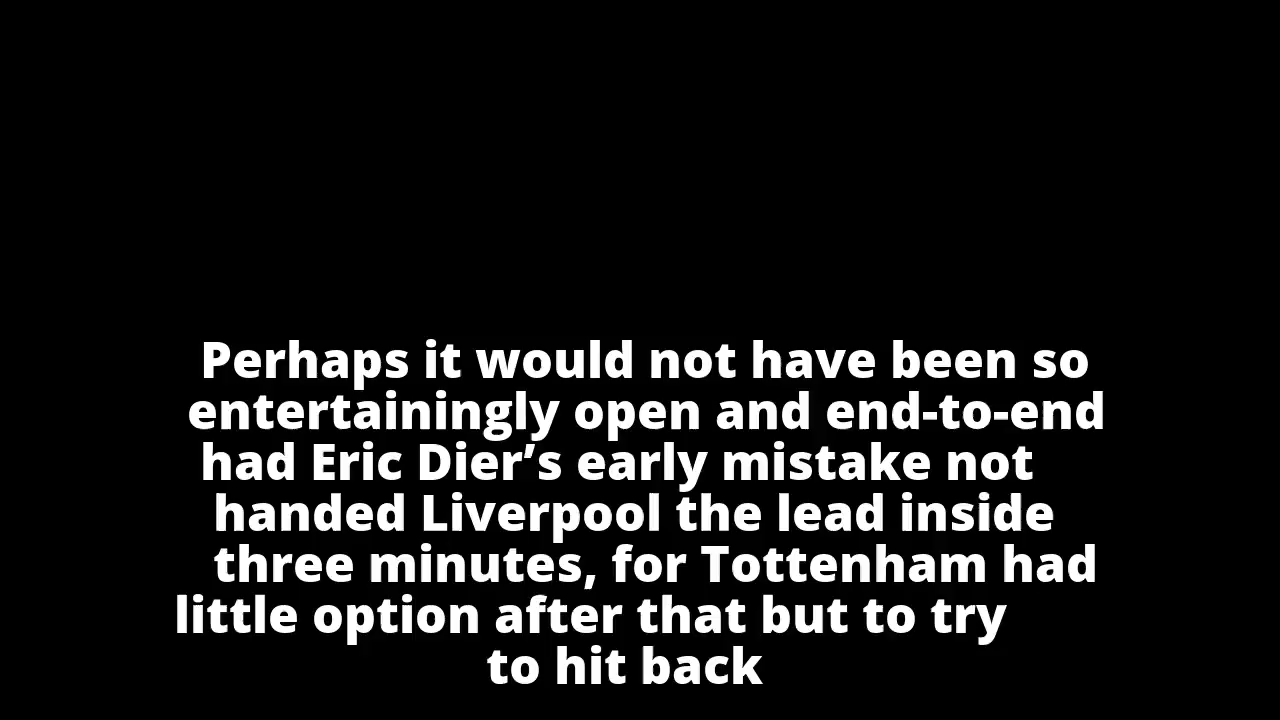 Perhaps it would not have been so
entertainingly open and end-to-end
had Eric Dier’s early mistake not
handed Liverpool the lead inside
three minutes, for Tottenham had
little option after that but to try
to hit back